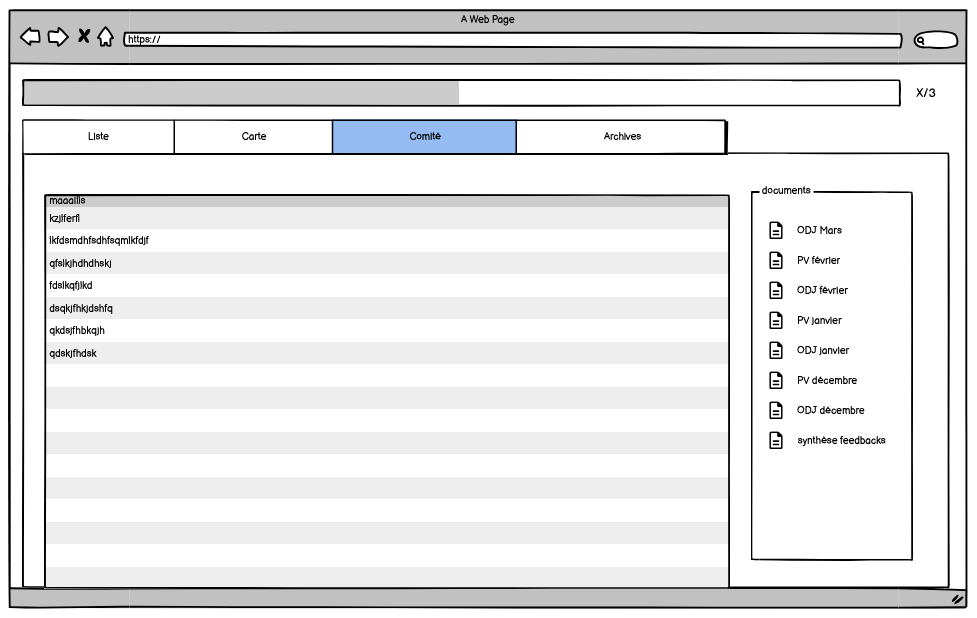 A Web Page
https://
X/3
Liste
Carte
Comité
Archives
maaaills
kzjlferfl
lkfdsmdhfsdhfsqmlkfdjf
qfslkjhdhdhskj
fdslkqfjlkd
dsqkjfhkjdshfq
qkdsjfhbkqjh
qdskjfhdsk
documents
ODJ Mars
PV février
ODJ février
PV janvier
ODJ janvier
PV décembre
ODJ décembre
synthèse feedbacks